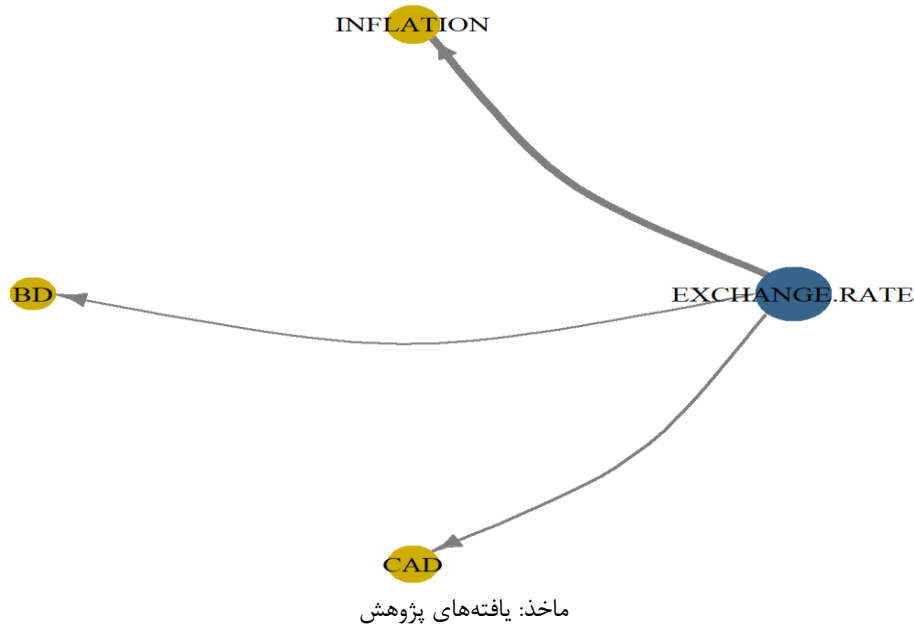 INFLATION
BD
EXCHANGE.RATE
CAD
ماخذ: یافته‌های پژوهش